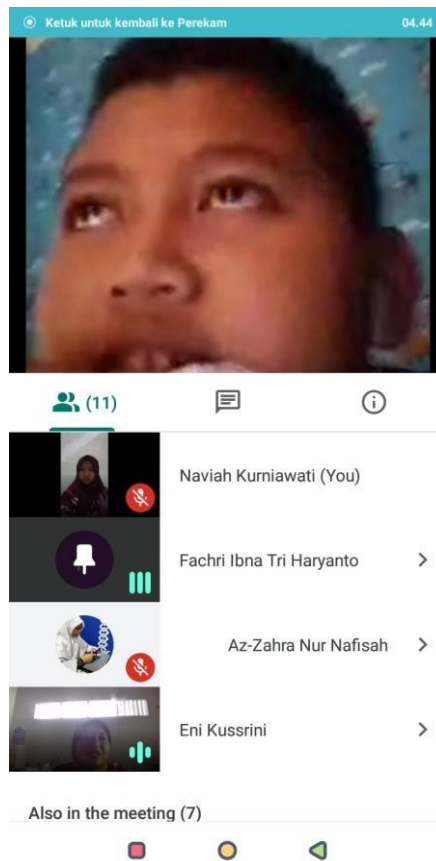 Ketuk untuk kembali ke Perekam 04.44
(11)
Naviah Kurniawati (You)
Fachri Ibna Tri Haryanto
Az-Zahra Nur Nafisah
Eni Kussrini
Also in the meeting (7)